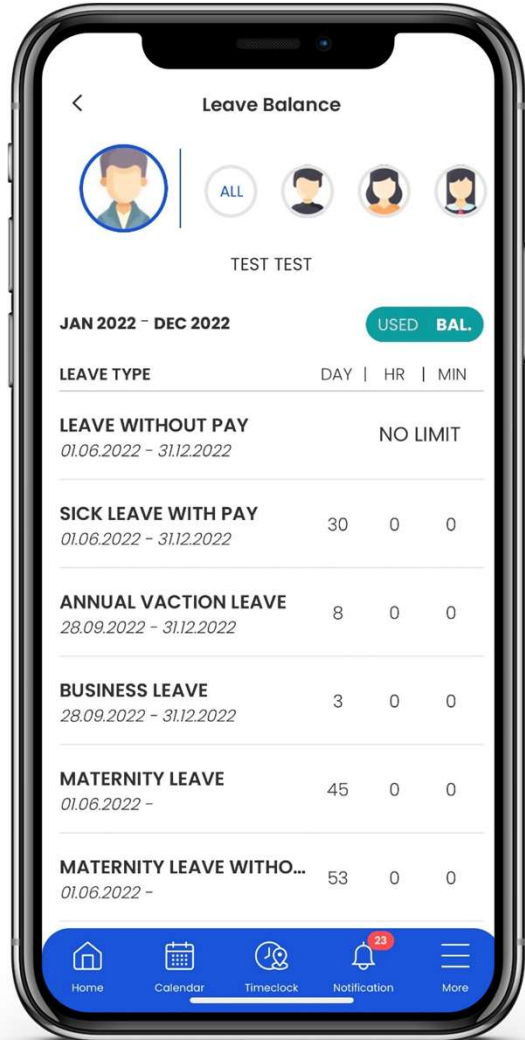 Leave Balance
ALL
TEST TEST
JAN 2022 - DEC 2022
USED BAL.
LEAVE TYPE DAY | HR | MIN
LEAVE WITHOUT PAY
NO LIMIT
01.06.2022 - 31.12.2022
SICK LEAVE WITH PAY
30 0 0
01.06.2022 - 31.12.2022
ANNUAL VACTION LEAVE
8 0 0
28.09.2022 - 31.12.2022
BUSINESS LEAVE
3 0 0
28.09.2022 - 31.12.2022
MATERNITY LEAVE
45 0 0
01.06.2022 -
MATERNITY LEAVE WITHO...
53 0 0
01.06.2022 -
23
Home Calendar Timeclock Notification More